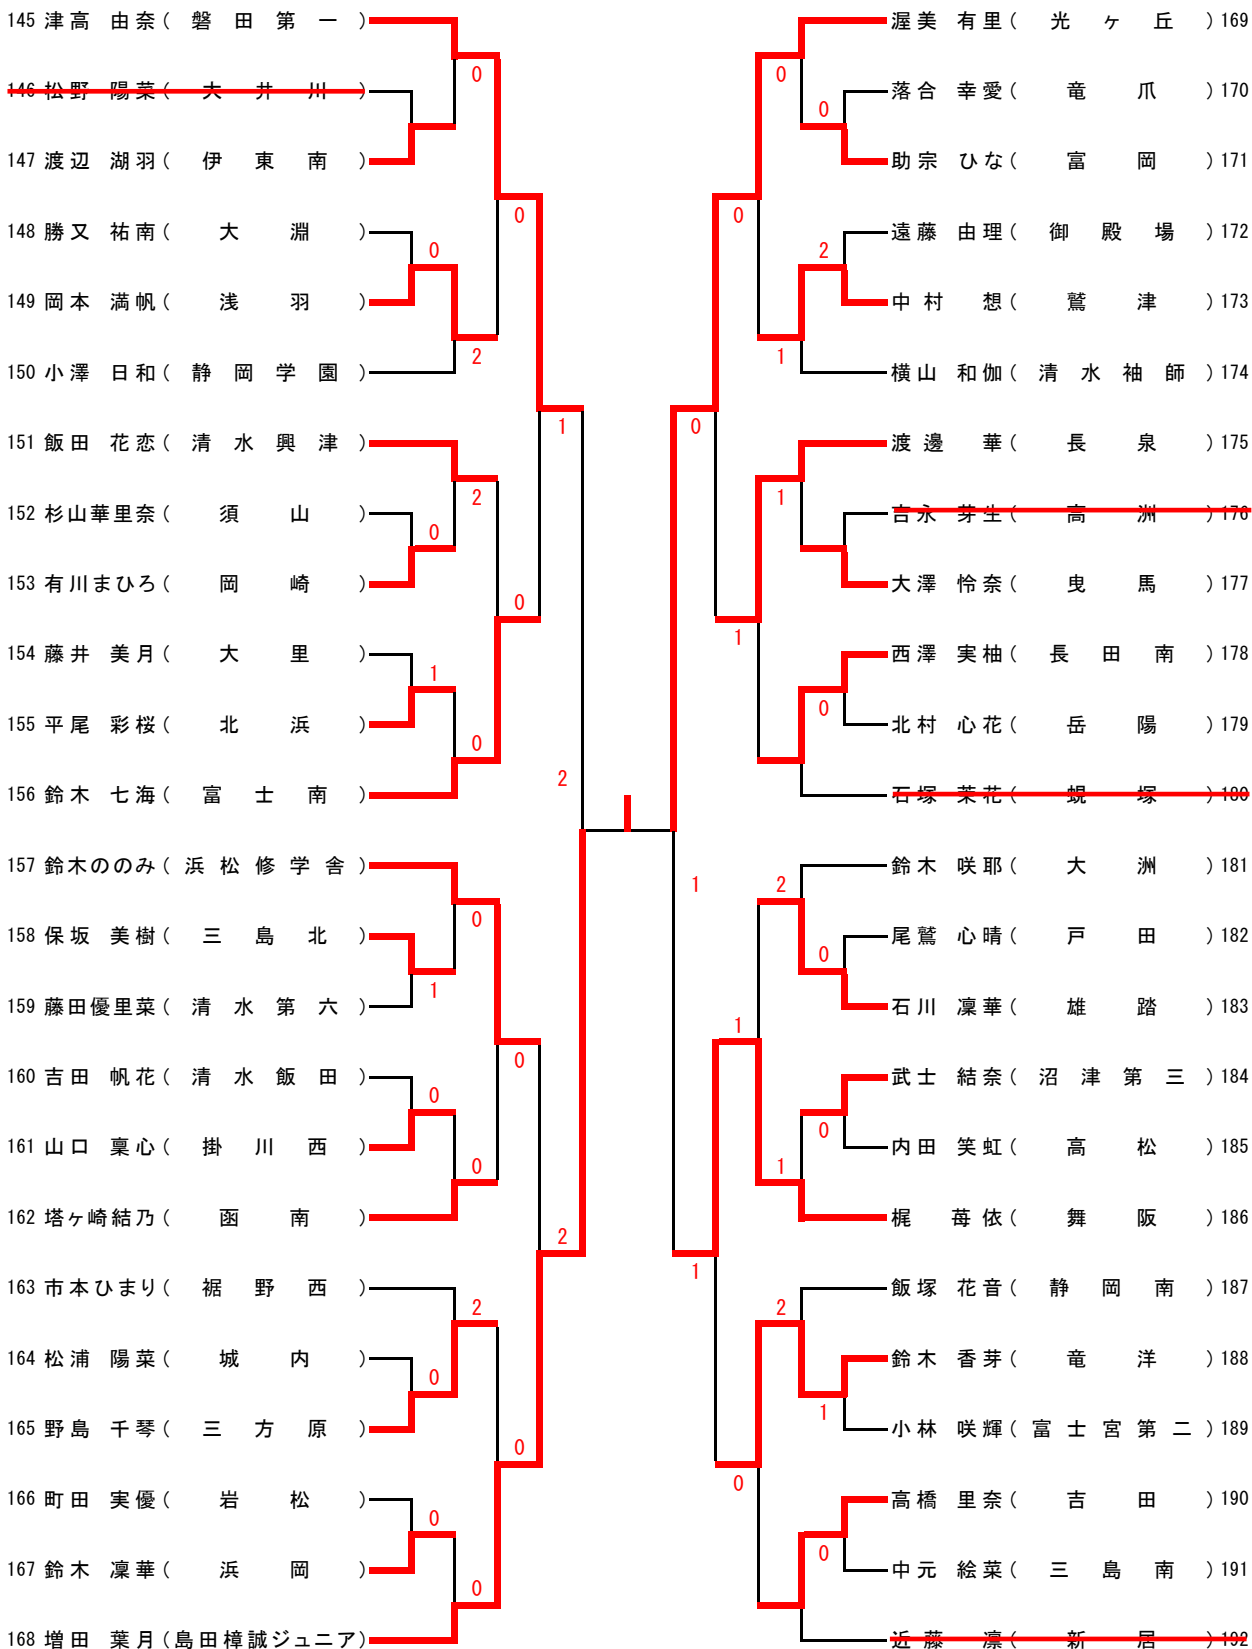 145 津高 由奈 ( 磐田第一 )
146 松野 陽菜 ( 大井川 )
147 渡辺 湖羽 ( 伊東南 )
148 勝又 祐南 ( 大淵 )
149 岡本 満帆 ( 浅羽 )
150 小澤 日和 ( 静岡学園 )
151 飯田 花恋 ( 清水興津 )
152 杉山華里奈 ( 須山 )
153 有川まひろ ( 岡崎 )
154 藤井 美月 ( 大里 )
155 平尾 彩桜 ( 北浜 )
156 鈴木 七海 ( 富士南 )
157 鈴木ののみ ( 浜松修学舎 )
158 保坂 美樹 ( 三島北 )
159 藤田優里菜 ( 清水第六 )
160 吉田 帆花 ( 清水飯田 )
161 山口 稟心 ( 掛川西 )
162 塔ヶ崎結乃 ( 函南 )
163 市本ひまり ( 裾野西 )
164 松浦 陽菜 ( 城内 )
165 野島 千琴 ( 三方原 )
166 町田 実優 ( 岩松 )
167 鈴木 凜華 ( 浜岡 )
168 増田 葉月 (島田樟誠ジュニア)
0
0
0
2
1
2
0
0
1
0
2
0
1
0
0
0
2
2
0
0
0
0
渥美 有里 ( 光ヶ丘 ) 169
落合 幸愛 ( 竜爪 ) 170
助宗 ひな ( 富岡 ) 171
遠藤 由理 ( 御殿場 ) 172
中村 想 ( 鷲津 ) 173
横山 和伽 ( 清水袖師 ) 174
渡邊 華 ( 長泉 ) 175
吉永 芽生 ( 高洲 ) 176
大澤 怜奈 ( 曳馬 ) 177
西澤 実柚 ( 長田南 ) 178
北村 心花 ( 岳陽 ) 179
石塚 茉花 ( 蜆塚 ) 180
鈴木 咲耶 ( 大洲 ) 181
尾鷲 心晴 ( 戸田 ) 182
石川 凜華 ( 雄踏 ) 183
武士 結奈 ( 沼津第三 ) 184
内田 笑虹 ( 高松 ) 185
梶 苺依 ( 舞阪 ) 186
飯塚 花音 ( 静岡南 ) 187
鈴木 香芽 ( 竜洋 ) 188
小林 咲輝 ( 富士宮第二 ) 189
高橋 里奈 ( 吉田 ) 190
中元 絵菜 ( 三島南 ) 191
近藤 凛 ( 新居 ) 192
0
0
0
2
1
0
1
1
0
1
2
0
1
0
1
1
2
1
0
0